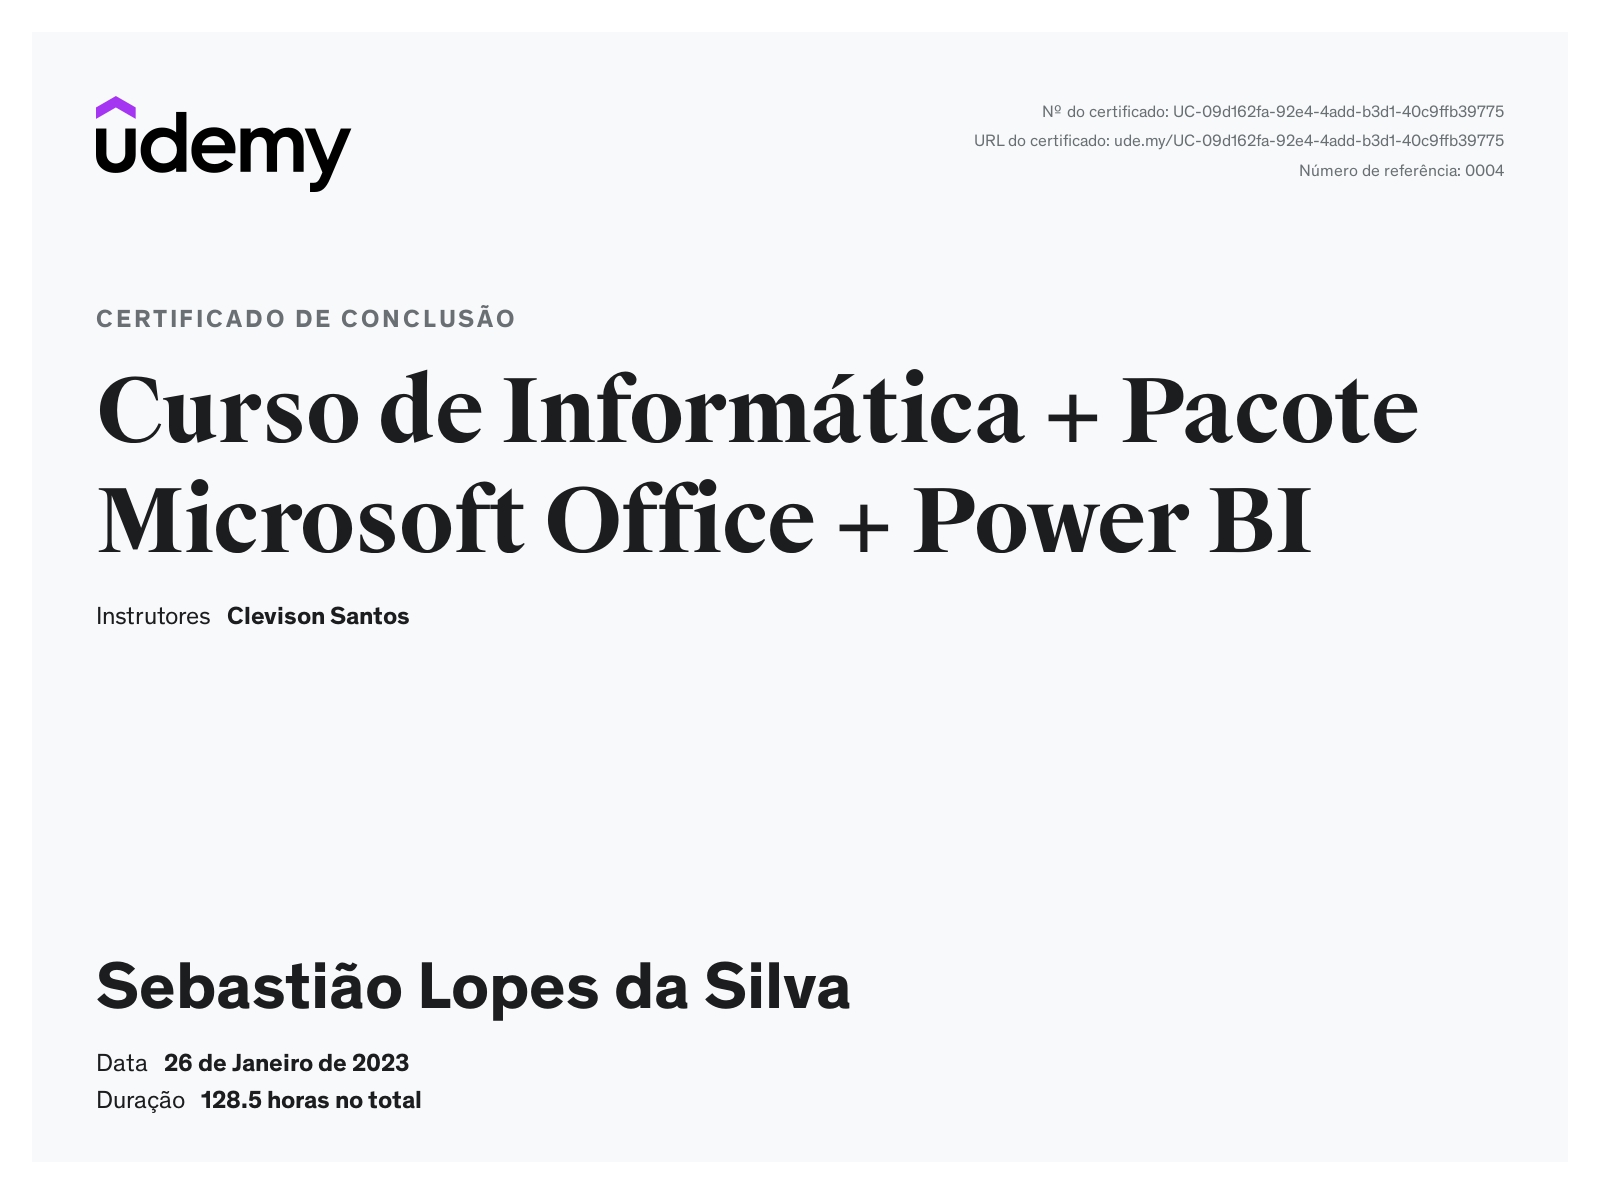 udemy
Nº do certificado: UC-09d162fa-92e4-4add-b3d1-40c9ffb39775
URL do certificado: ude.my/UC-09d162fa-92e4-4add-b3d1-40c9ffb39775
Número de referência: 0004
CERTIFICADO DE CONCLUSÃO
Curso de Informática + Pacote
Microsoft Office + Power BI
Instrutores Clevison Santos
Sebastião Lopes da Silva
Data 26 de Janeiro de 2023
Duração 128.5 horas no total